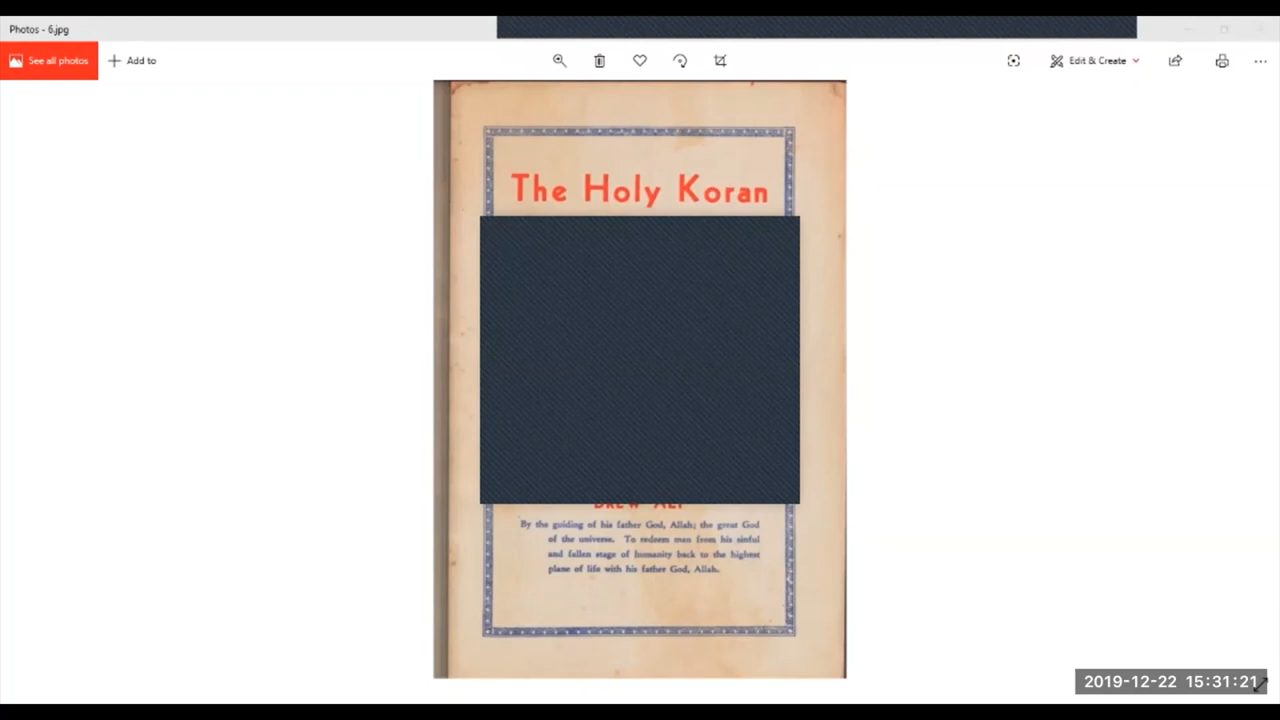 Photos - 6.jpg
See all photos
Add to
Edit & Create
The Holy Koran
DREW ALI
By the guiding of his father God, Allah; the great God
of the universe. To redeem man from his sinful
and fallen stage of humanity back to the highest
plane of life with his father God, Allah.
2019-12-22 15:31:21